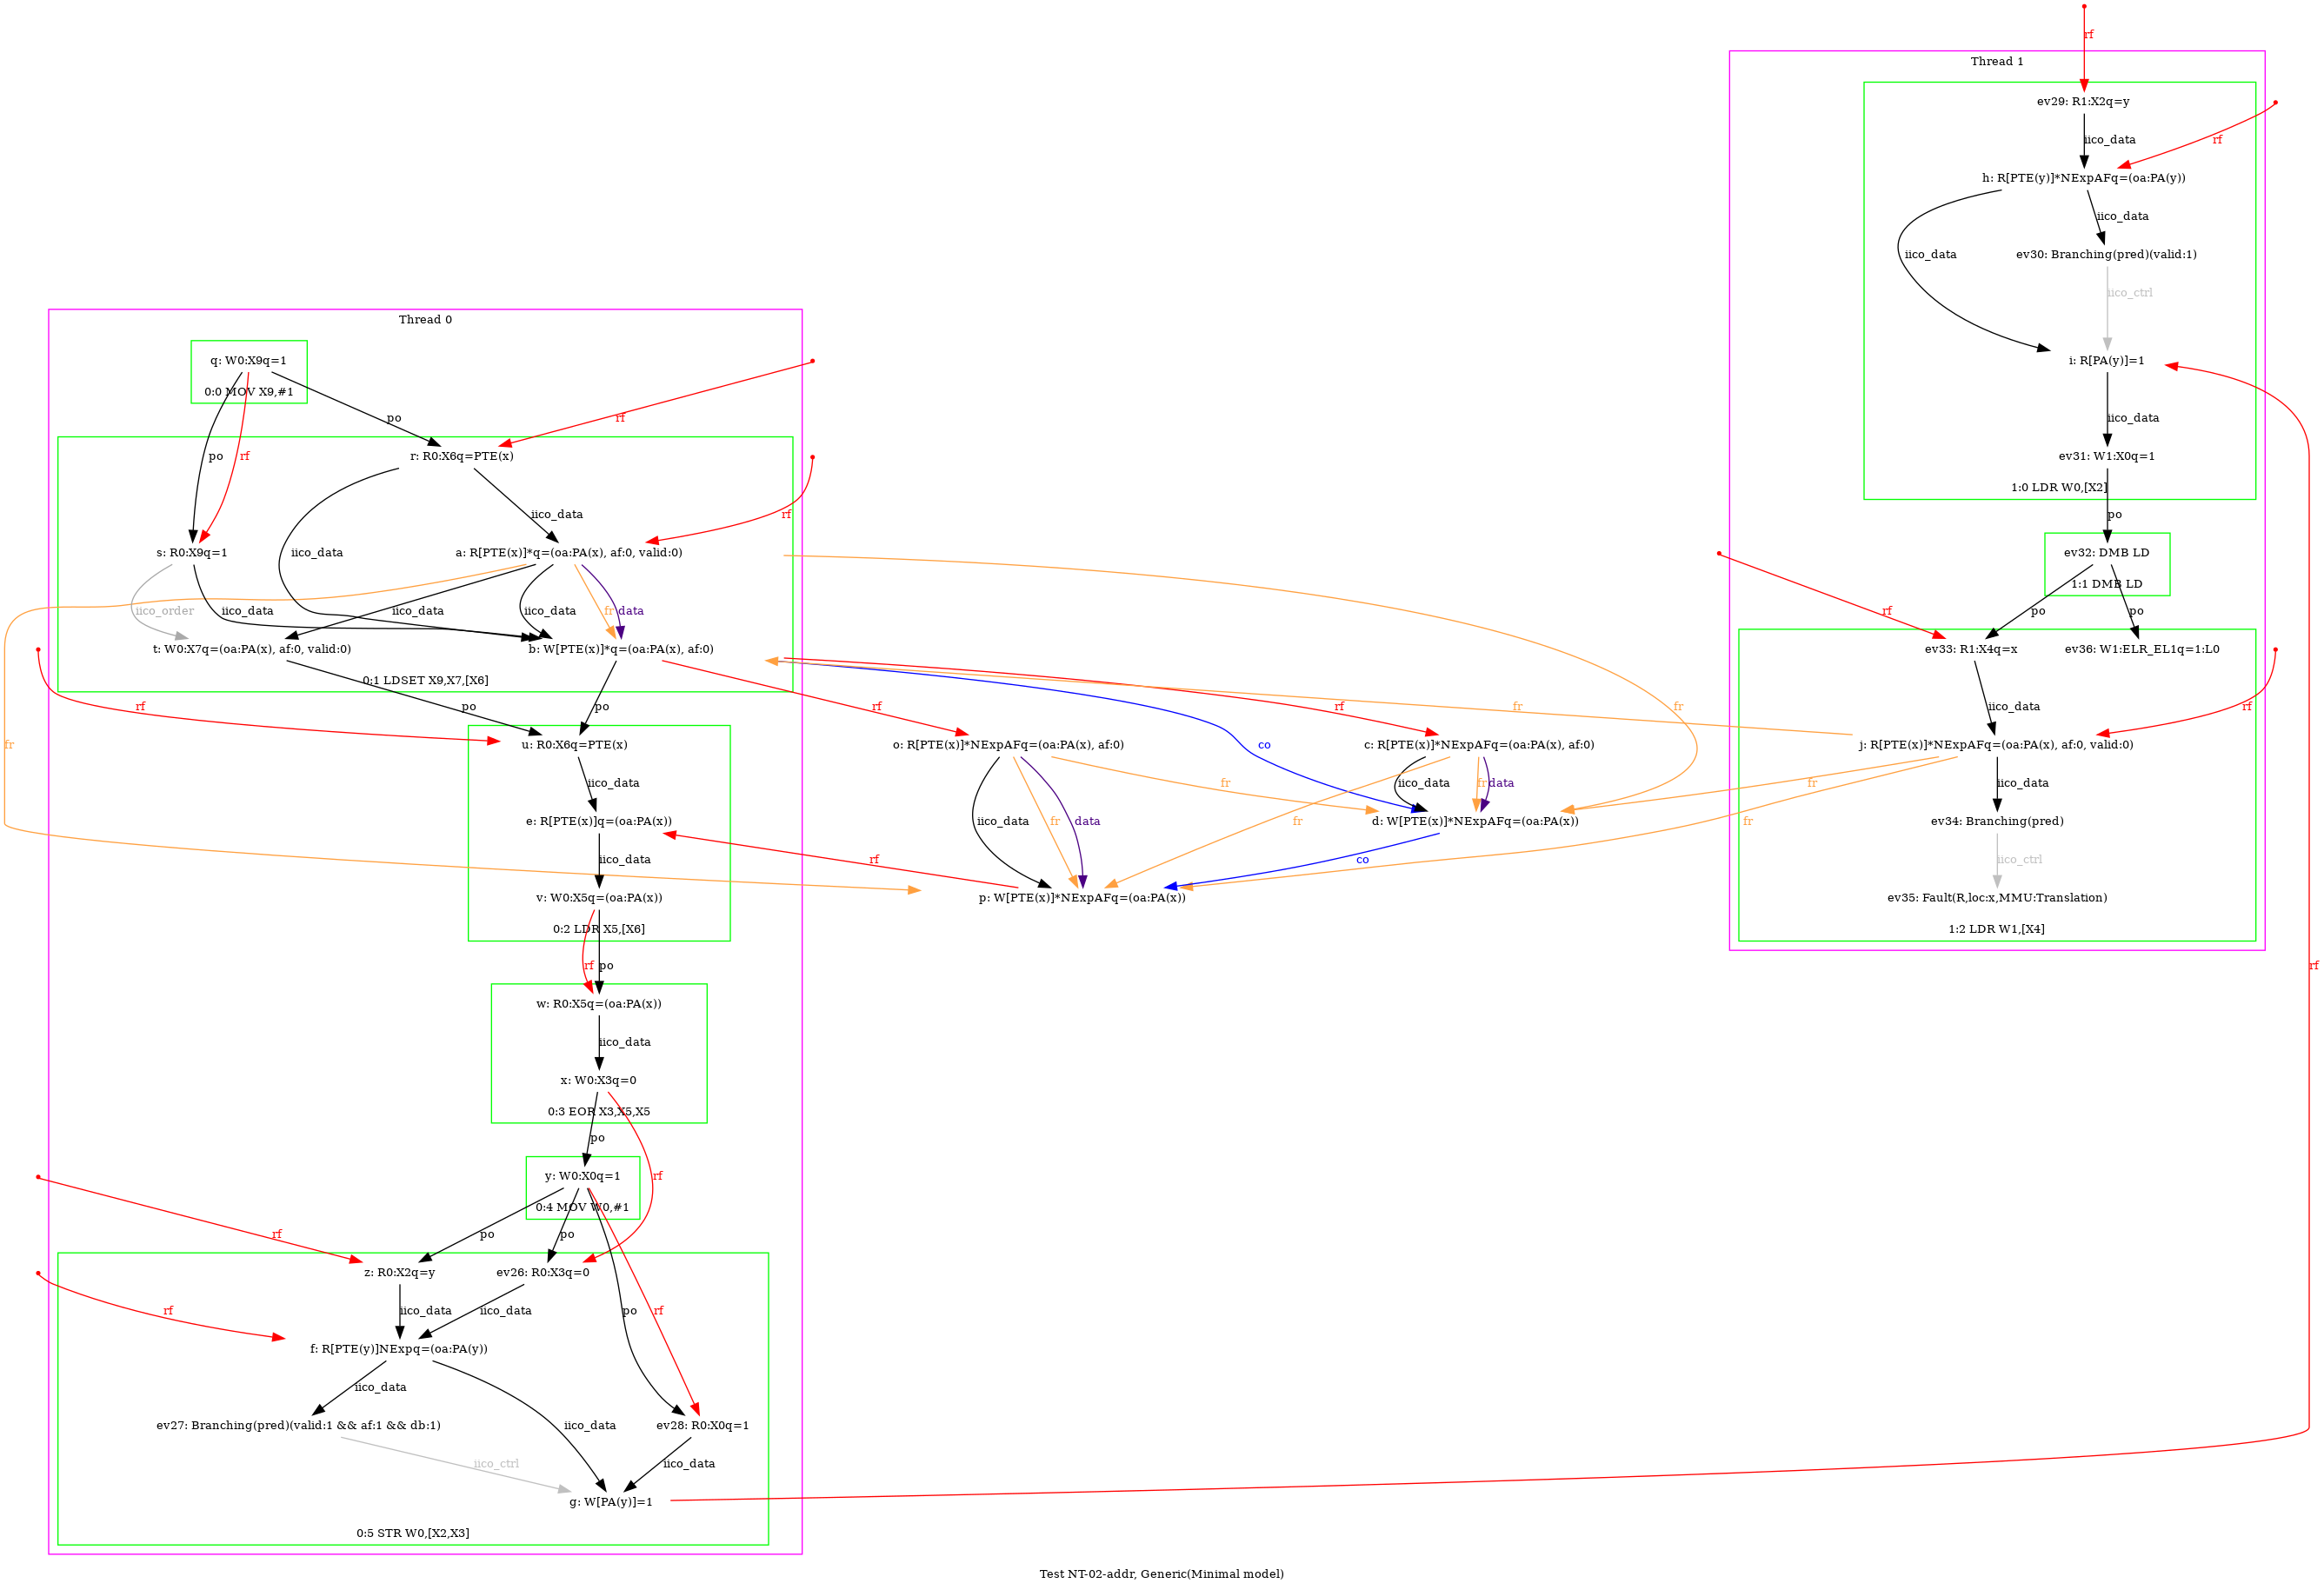 rf
Thread 1
ev29: R1:X2q=y
iico_data
rf
h: R[PTE(y)]*NExpAFq=(oa:PA(y))
iico_data
iico_data
ev30: Branching(pred)(valid:1)
iico_ctrl
i: R[PA(y)]=1
iico_data
ev31: W1:X0q=1
1:0 LDR W0,[X2]
po
ev32: DMB LD
1:1 DMB LD
rf
po
po
ev33: R1:X4q=x
ev36: W1:ELR_EL1q=1:L0
iico_data
rf
j: R[PTE(x)]*NExpAFq=(oa:PA(x), af:0, valid:0)
iico_data
ev34: Branching(pred)
iico_ctrl
ev35: Fault(R,loc:x,MMU:Translation)
1:2 LDR W1,[X4]
rf
Thread 0
q: W0:X9q=1
0:0 MOV X9,#1
po
rf
po
rf
r: R0:X6q=PTE(x)
iico_data
iico_data
rf
s: R0:X9q=1
a: R[PTE(x)]*q=(oa:PA(x), af:0, valid:0)
iico_order
iico_data
iico_data
iico_data
fr
data
t: W0:X7q=(oa:PA(x), af:0, valid:0)
b: W[PTE(x)]*q=(oa:PA(x), af:0)
0:1 LDSET X9,X7,[X6]
rf
po
po
rf
rf
fr
fr
fr
co
u: R0:X6q=PTE(x)
o: R[PTE(x)]*NExpAFq=(oa:PA(x), af:0)
c: R[PTE(x)]*NExpAFq=(oa:PA(x), af:0)
iico_data
fr
iico_data
fr
data
fr
e: R[PTE(x)]q=(oa:PA(x))
d: W[PTE(x)]*NExpAFq=(oa:PA(x))
iico_data
fr
data
fr
fr
iico_data
rf
co
v: W0:X5q=(oa:PA(x))
p: W[PTE(x)]*NExpAFq=(oa:PA(x))
0:2 LDR X5,[X6]
rf
po
w: R0:X5q=(oa:PA(x))
iico_data
x: W0:X3q=0
0:3 EOR X3,X5,X5
po
rf
y: W0:X0q=1
0:4 MOV W0,#1
rf
po
po
z: R0:X2q=y
ev26: R0:X3q=0
rf
iico_data
iico_data
po
rf
f: R[PTE(y)]NExpq=(oa:PA(y))
iico_data
iico_data
ev27: Branching(pred)(valid:1 && af:1 && db:1)
ev28: R0:X0q=1
iico_ctrl
iico_data
g: W[PA(y)]=1
0:5 STR W0,[X2,X3]
Test NT-02-addr, Generic(Minimal model)